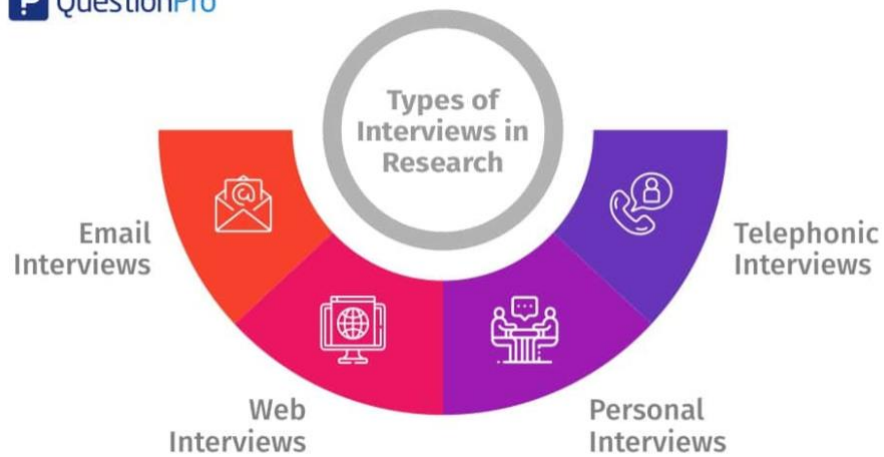 QuestionPro
Types of
Interviews in
Research
Email
Interviews
Telephonic
Interviews
Web
Interviews
Personal
Interviews